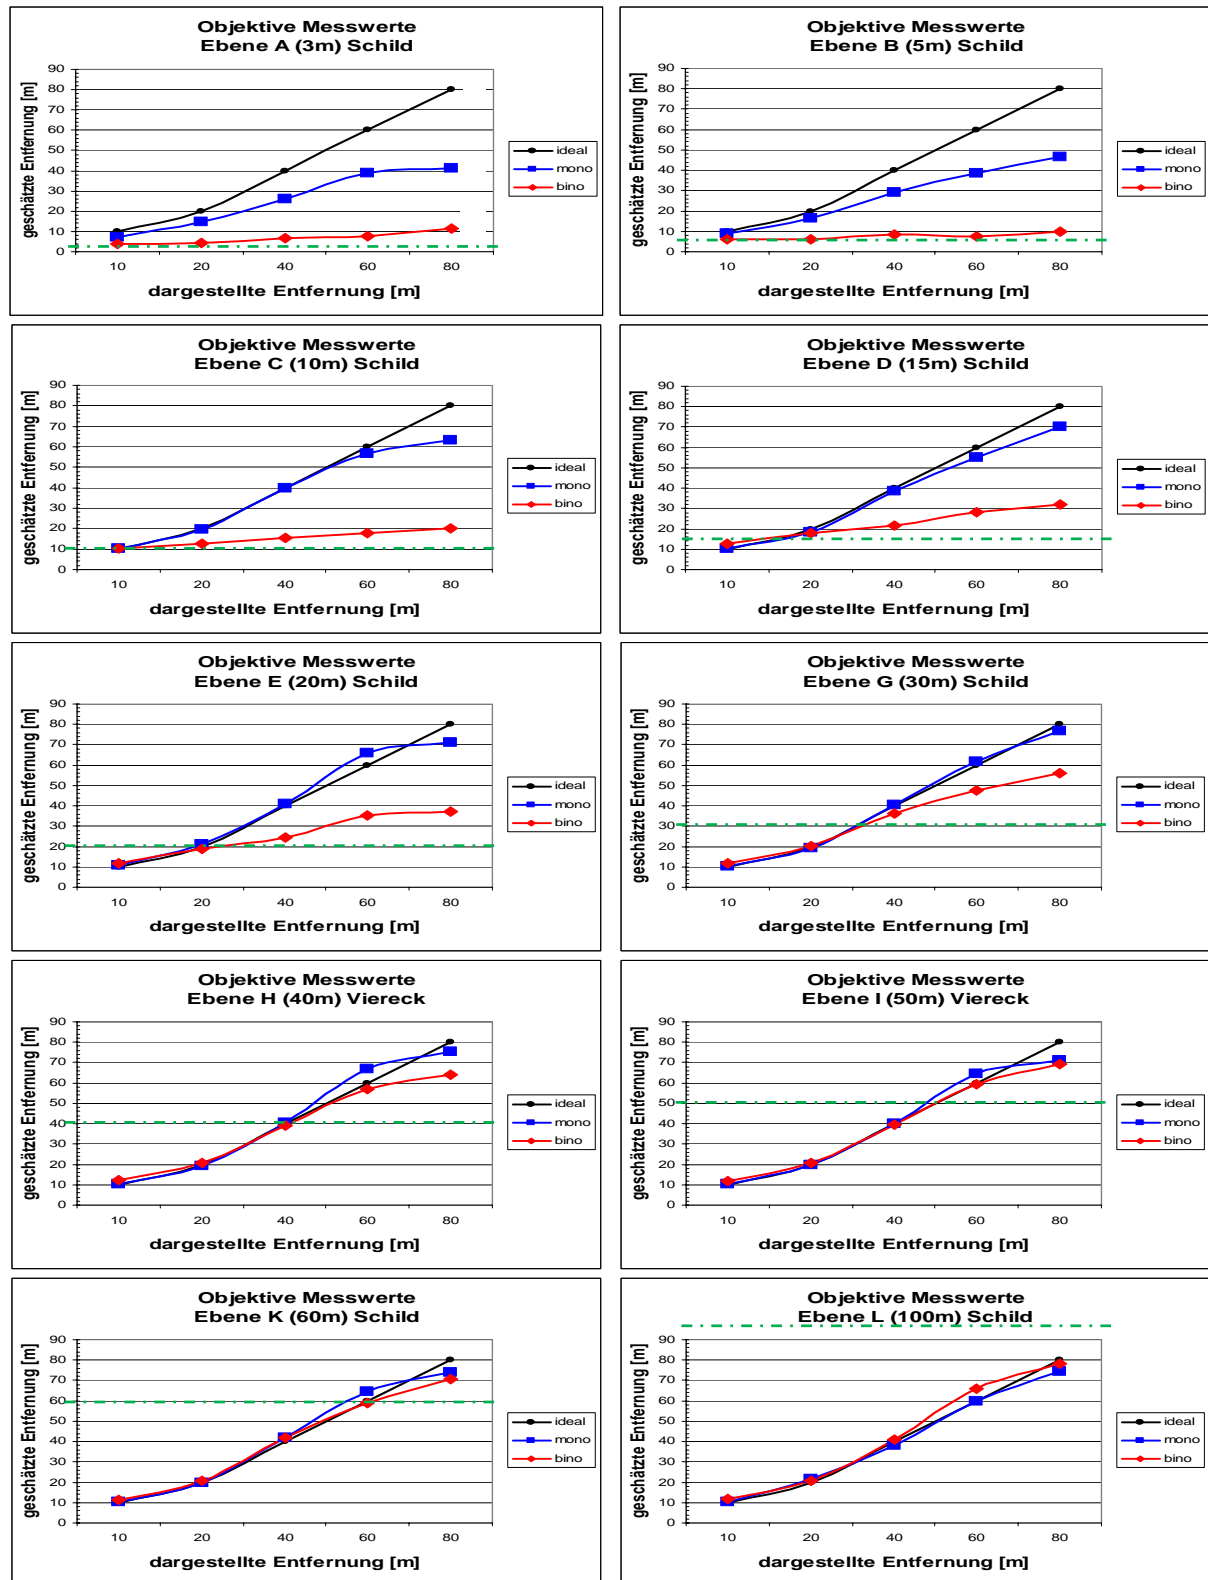 Objektive Messwerte
Ebene A (3m) Schild
geschätzte Entfernung [m]
90
80
70
60
50
40
30
20
10
0
10 20 40 60 80
dargestellte Entfernung [m]
ideal
mono
bino
Objektive Messwerte
Ebene B (5m) Schild
geschätzte Entfernung [m]
90
80
70
60
50
40
30
20
10
0
10 20 40 60 80
dargestellte Entfernung [m]
ideal
mono
bino
Objektive Messwerte
Ebene C (10m) Schild
geschätzte Entfernung [m]
90
80
70
60
50
40
30
20
10
0
10 20 40 60 80
dargestellte Entfernung [m]
ideal
mono
bino
Objektive Messwerte
Ebene D (15m) Schild
geschätzte Entfernung [m]
90
80
70
60
50
40
30
20
10
0
10 20 40 60 80
dargestellte Entfernung [m]
ideal
mono
bino
Objektive Messwerte
Ebene E (20m) Schild
geschätzte Entfernung [m]
90
80
70
60
50
40
30
20
10
0
10 20 40 60 80
dargestellte Entfernung [m]
ideal
mono
bino
Objektive Messwerte
Ebene G (30m) Schild
geschätzte Entfernung [m]
90
80
70
60
50
40
30
20
10
0
10 20 40 60 80
dargestellte Entfernung [m]
ideal
mono
bino
Objektive Messwerte
Ebene H (40m) Viereck
geschätzte Entfernung [m]
90
80
70
60
50
40
30
20
10
0
10 20 40 60 80
dargestellte Entfernung [m]
ideal
mono
bino
Objektive Messwerte
Ebene I (50m) Viereck
geschätzte Entfernung [m]
90
80
70
60
50
40
30
20
10
0
10 20 40 60 80
dargestellte Entfernung [m]
ideal
mono
bino
Objektive Messwerte
Ebene K (60m) Schild
geschätzte Entfernung [m]
90
80
70
60
50
40
30
20
10
0
10 20 40 60 80
dargestellte Entfernung [m]
ideal
mono
bino
Objektive Messwerte
Ebene L (100m) Schild
geschätzte Entfernung [m]
90
80
70
60
50
40
30
20
10
0
10 20 40 60 80
dargestellte Entfernung [m]
ideal
mono
bino